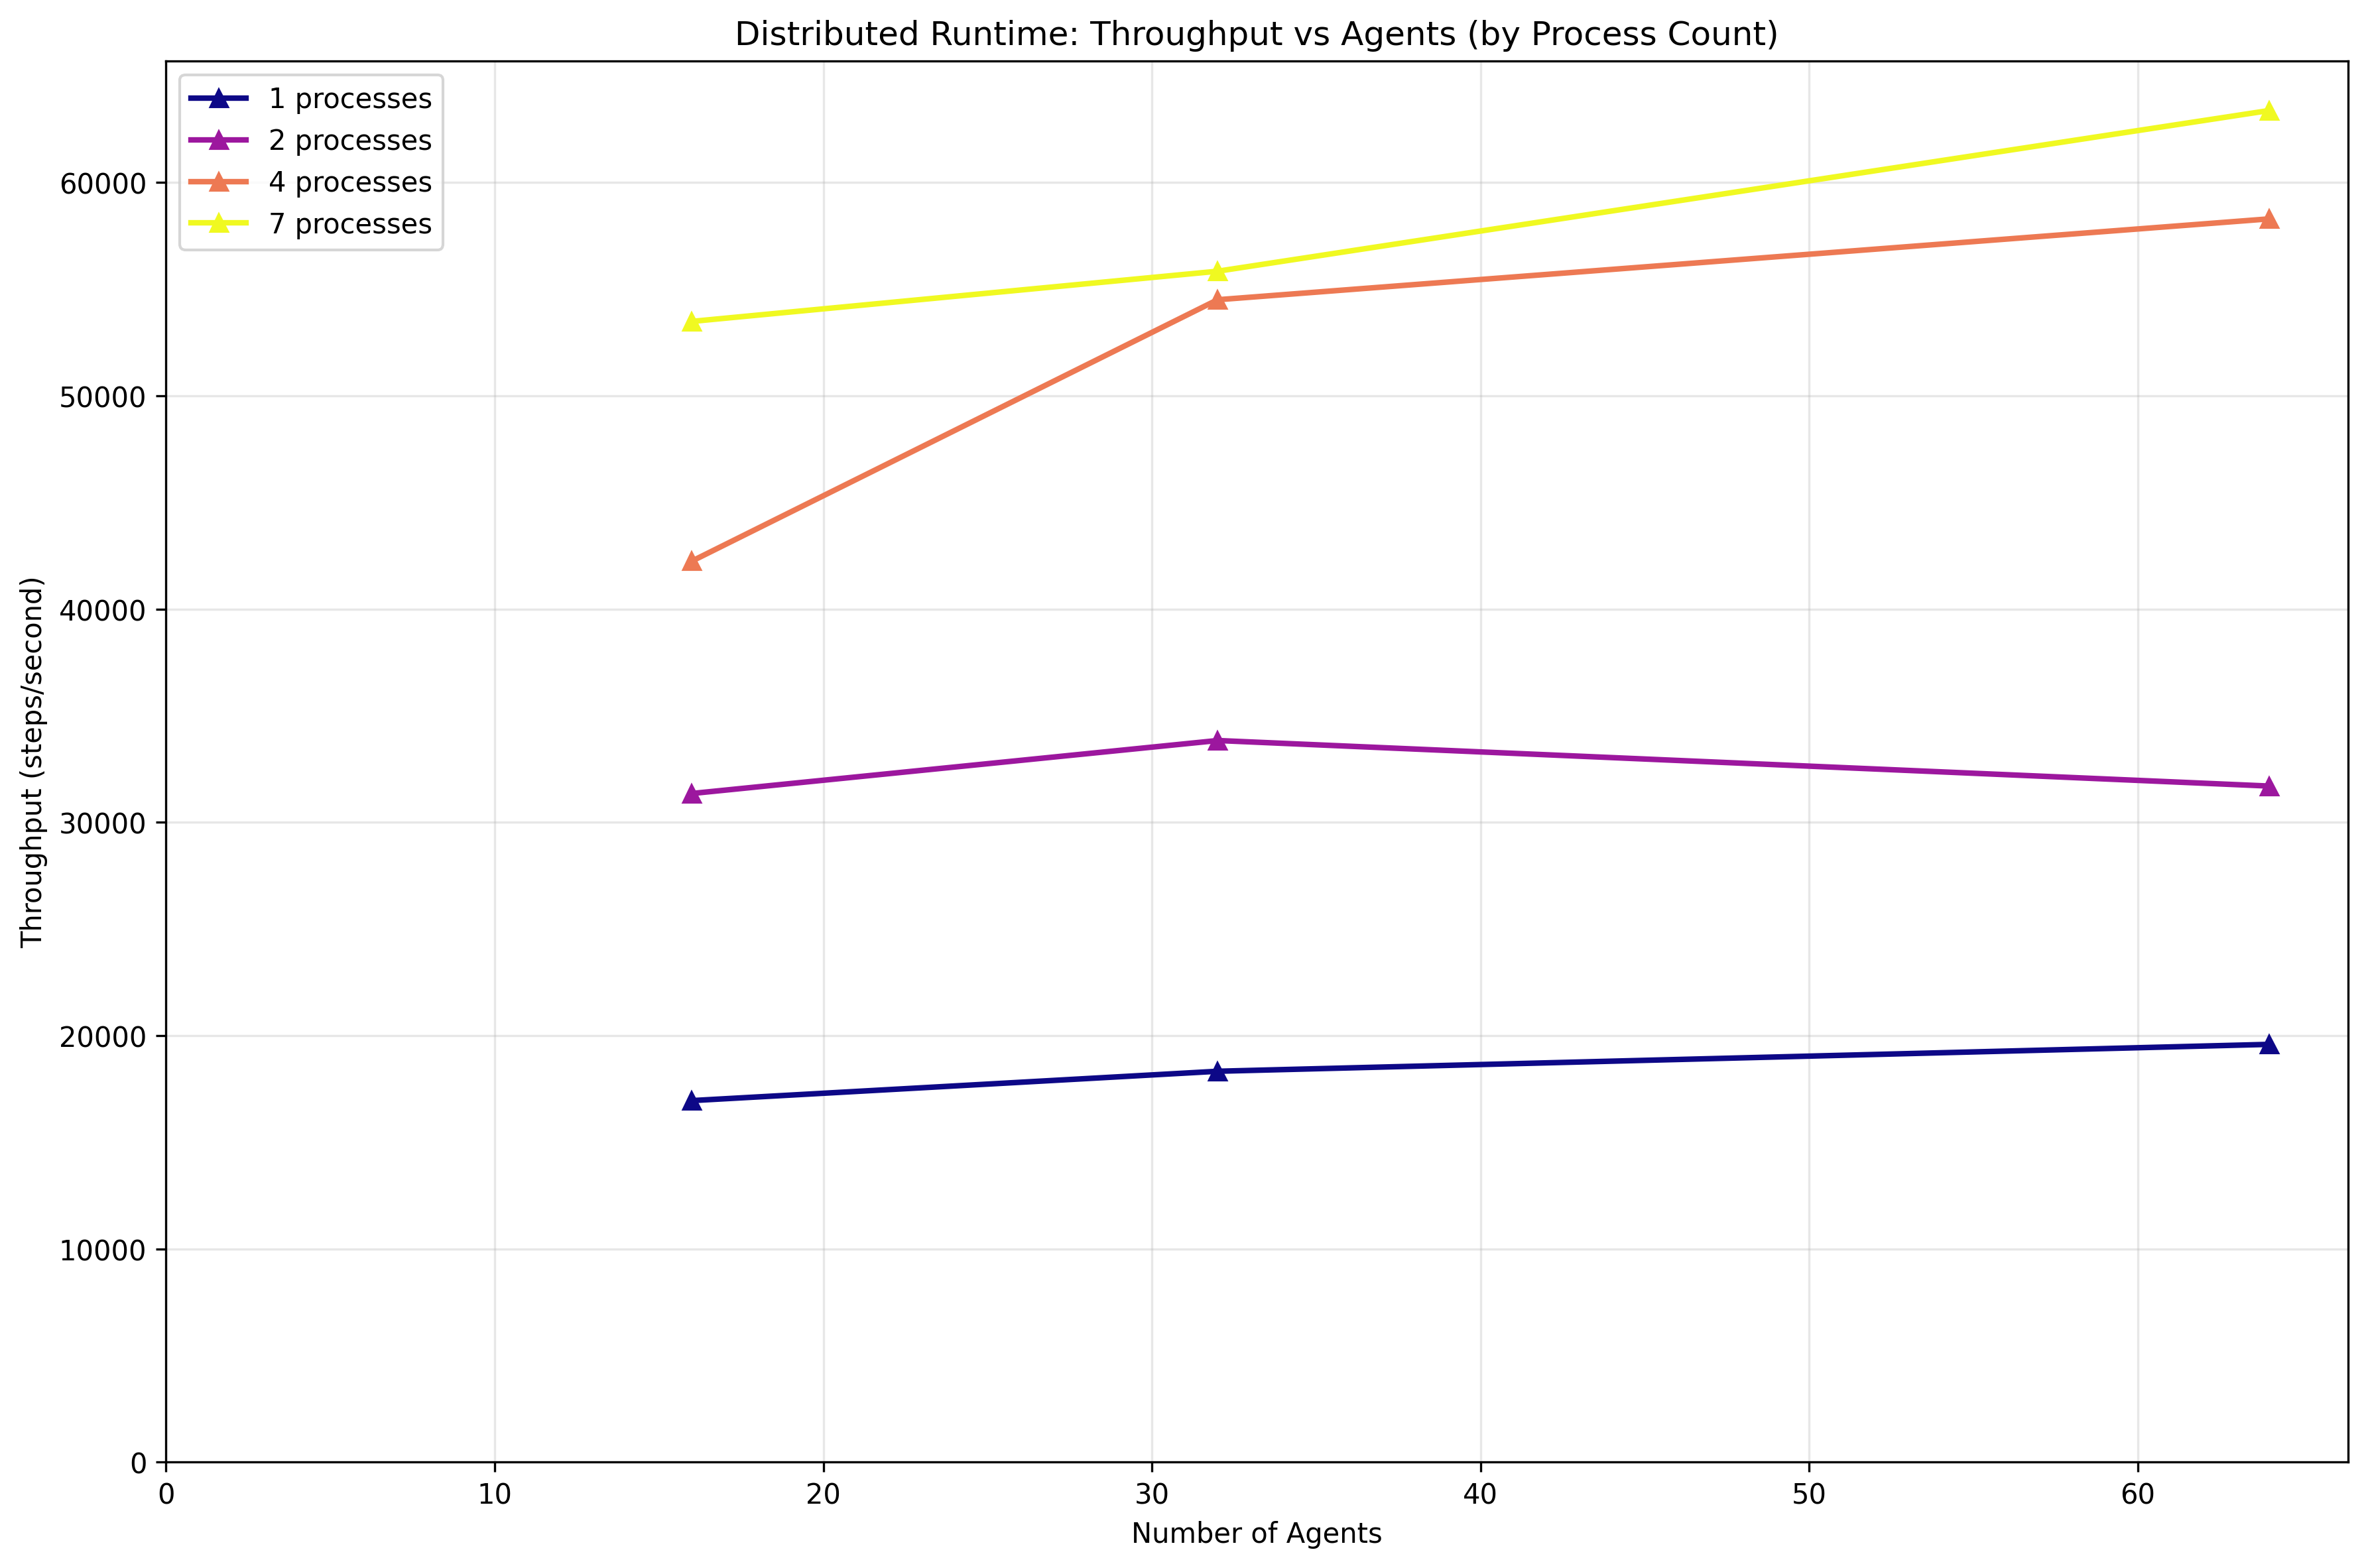 Distributed Runtime: Throughput vs Agents (by Process Count)
1 processes
2 processes
4 processes
7 processes
Throughput (steps/second)
60000
50000
40000
30000
20000
10000
0
0 10 20 30 40 50 60
Number of Agents